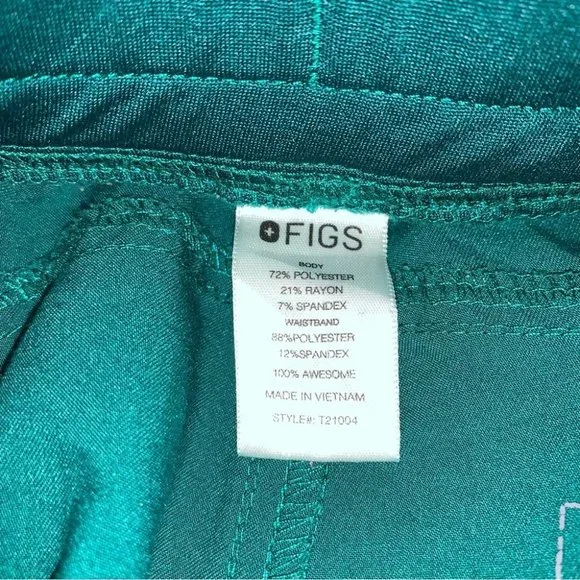 FIGS
BODY
72% POLYESTER
21% RAYON
7% SPANDEX
WAISTBAND
88%POLYESTER
12%SPANDEX
100% AWESOME
MADE IN VIETNAM
STYLE#: T21004